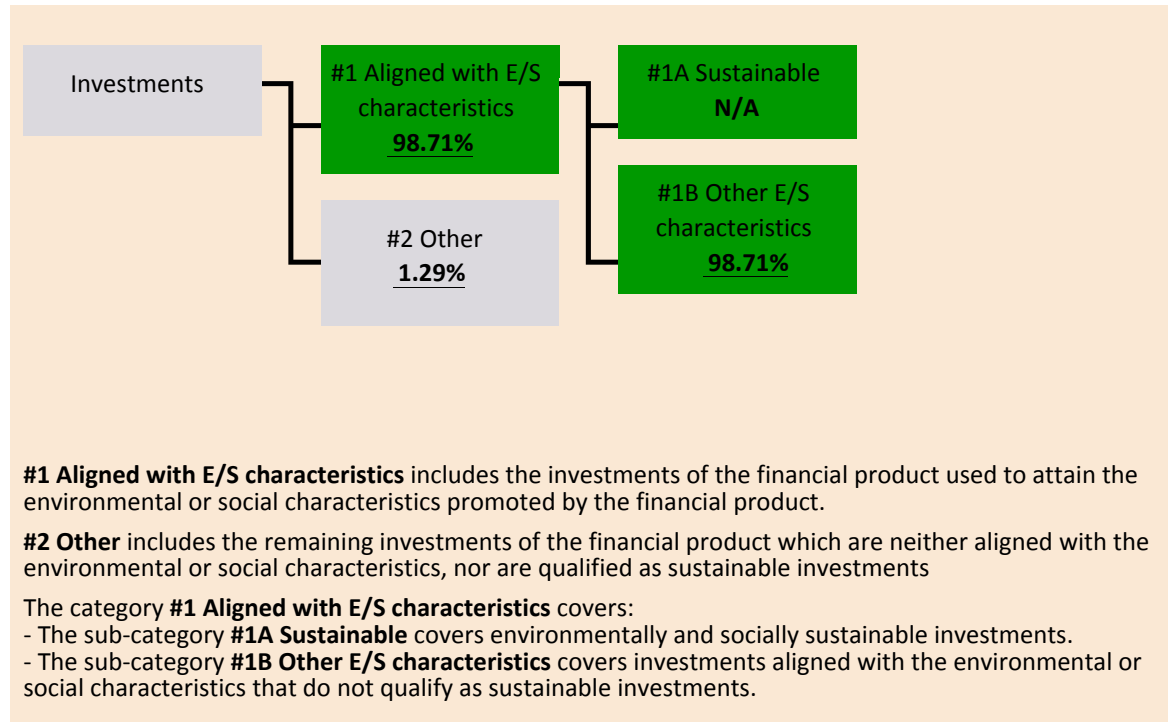 Investments
#1 Aligned with E/S
characteristics
98.71%
#2 Other
1.29%
#1A Sustainable
N/A
#1B Other E/S
characteristics
98.71%
#1 Aligned with E/S characteristics includes the investments of the financial product used to attain the
environmental or social characteristics promoted by the financial product.
#2 Other includes the remaining investments of the financial product which are neither aligned with the
environmental or social characteristics, nor are qualified as sustainable investments
The category #1 Aligned with E/S characteristics covers:
- The sub-category #1A Sustainable covers environmentally and socially sustainable investments.
- The sub-category #1B Other E/S characteristics covers investments aligned with the environmental or
social characteristics that do not qualify as sustainable investments.